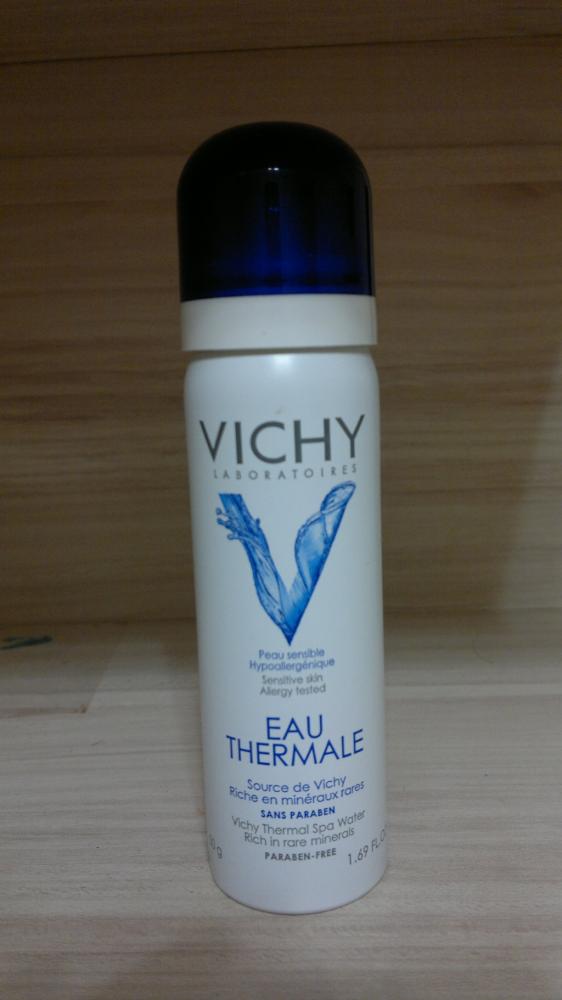 VICHY
LABORATOIRES
Peau sensible
Hypoallergénique
Sensitive skin
Allergy tested
EAU
THERMALE
Source de Vichy
Riche en minéraux rares
SANS PARABEN
Vichy Thermal Spa Water
Rich in rare minerals
PARABEN-FREE
g
1.69 FL